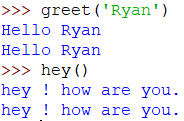 >>> greet('Ryan')
Hello Ryan
Hello Ryan
>>> hey()
hey ! how are you.
hey ! how are you.